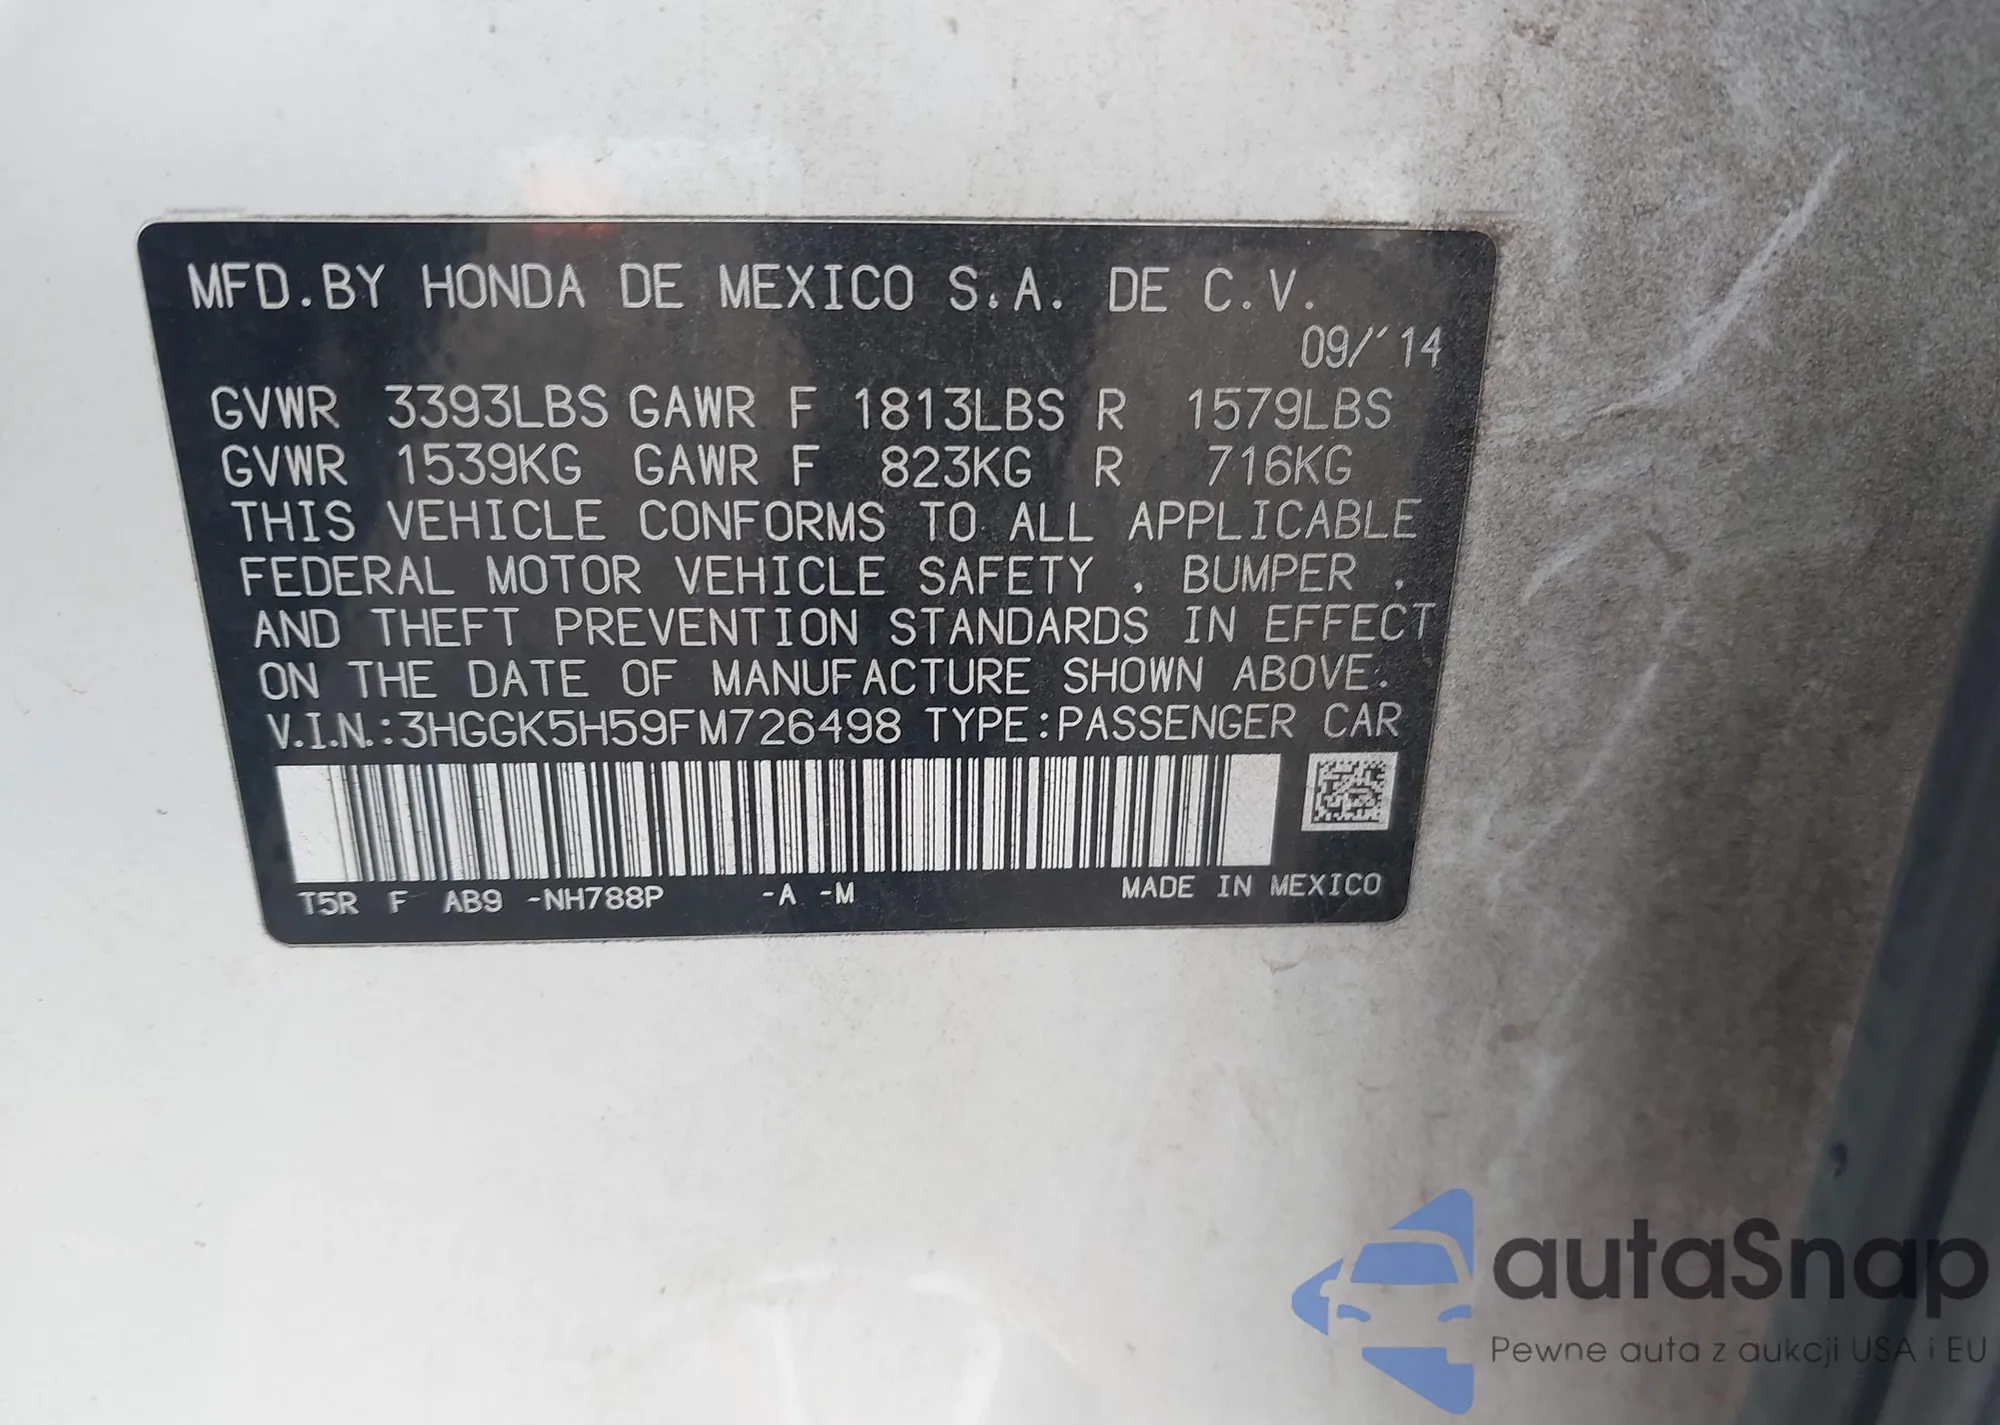 MFD.BY HONDA DE MEXICO S.A. DE C.V.
09/'14
GVWR 3393LBS GAWR F 1813LBS R 1579LBS
GVWR 1539KG GAWR F 823KG R 716KG
THIS VEHICLE CONFORMS TO ALL APPLICABLE
FEDERAL MOTOR VEHICLE SAFETY , BUMPER ,
AND THEFT PREVENTION STANDARDS IN EFFECT
ON THE DATE OF MANUFACTURE SHOWN ABOVE.
V.I.N.:3HGGK5H59FM726498 TYPE:PASSENGER CAR
T5R F AB9 -NH788P -A -M MADE IN MEXICO
autaSnap
Pewne auta z aukcji USA i EU